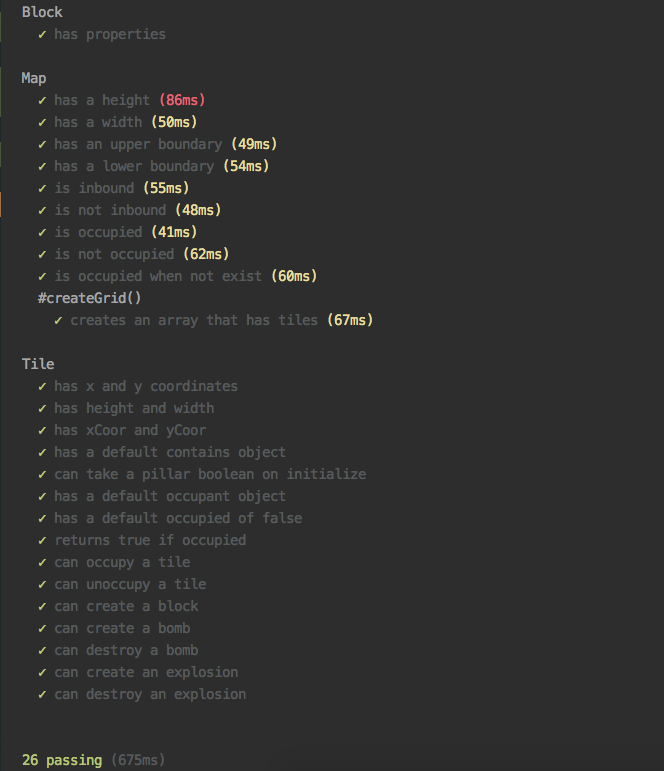 Block
✓ has properties
Map
✓ has a height (86ms)
✓ has a width (50ms)
✓ has an upper boundary (49ms)
✓ has a lower boundary (54ms)
✓ is inbound (55ms)
✓ is not inbound (48ms)
✓ is occupied (41ms)
✓ is not occupied (62ms)
✓ is occupied when not exist (60ms)
#createGrid()
✓ creates an array that has tiles (67ms)
Tile
✓ has x and y coordinates
✓ has height and width
✓ has xCoor and yCoor
✓ has a default contains object
✓ can take a pillar boolean on initialize
✓ has a default occupant object
✓ has a default occupied of false
✓ returns true if occupied
✓ can occupy a tile
✓ can unoccupy a tile
✓ can create a block
✓ can create a bomb
✓ can destroy a bomb
✓ can create an explosion
✓ can destroy an explosion
26 passing (675ms)